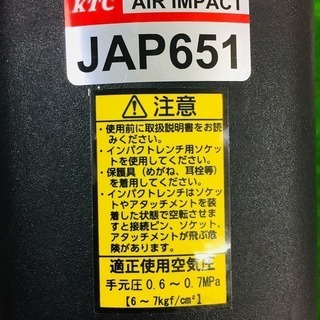 KTC AIR IMPACT
JAP651
⚠注意
・使用前に取扱説明書をお読
みください。
・インパクトレンチ用ソケッ
トを使用してください。
・保護具（めがね、耳栓等）
を着用してください。
・インパクトレンチはソケッ
トやアタッチメントを装
着した状態で空転させま
すと接続ピン、ソケット、
アタッチメントが飛ぶ危
険があります。
適正使用空気圧
手元圧0.6～0.7MPa
【6～7kgf/cm²】